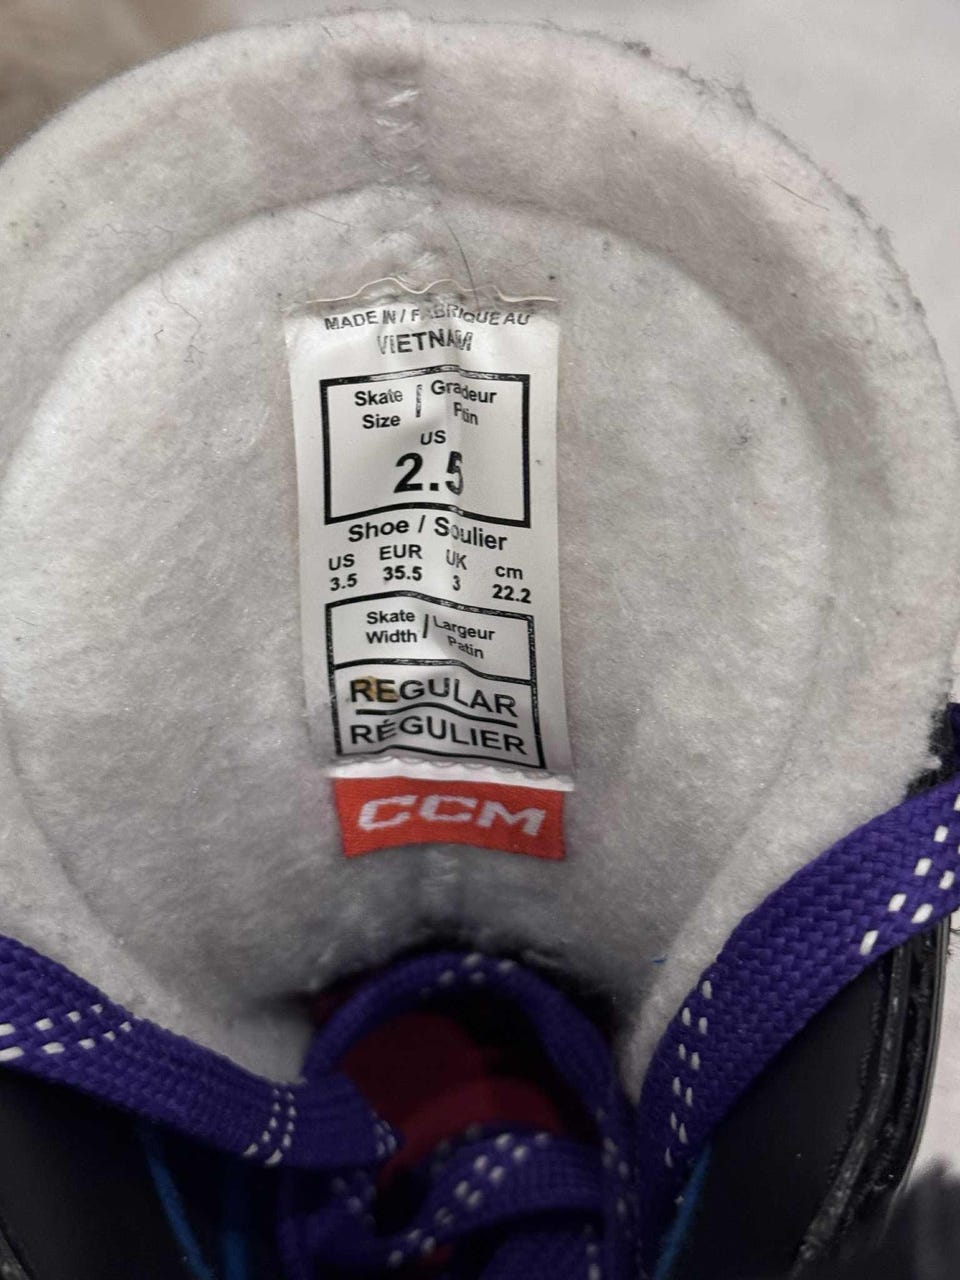 MADE IN / FABRIQUE AU
VIETNAM
Skate Size / Gradeur Patin
US
2.5
Shoe / Soulier
US EUR UK cm
3.5 35.5 3 22.2
Skate Width / Largeur Patin
REGULAR
RÉGULIER
CCM